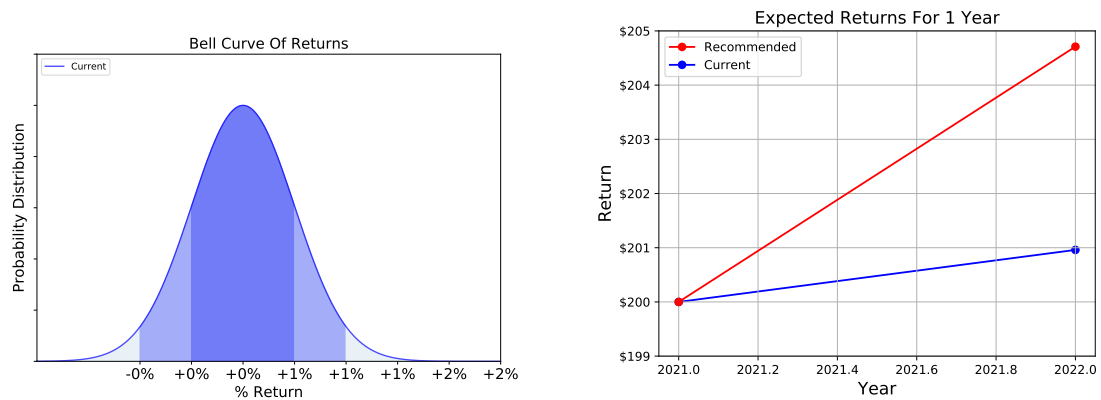 Bell Curve Of Returns
Current
Probability Distribution
-0% +0% +0% +1% +1% +1% +2% +2%
% Return
Expected Returns For 1 Year
Recommended
Current
$205
$204
$203
$202
$201
$200
$199
Return
2021.0 2021.2 2021.4 2021.6 2021.8 2022.0
Year